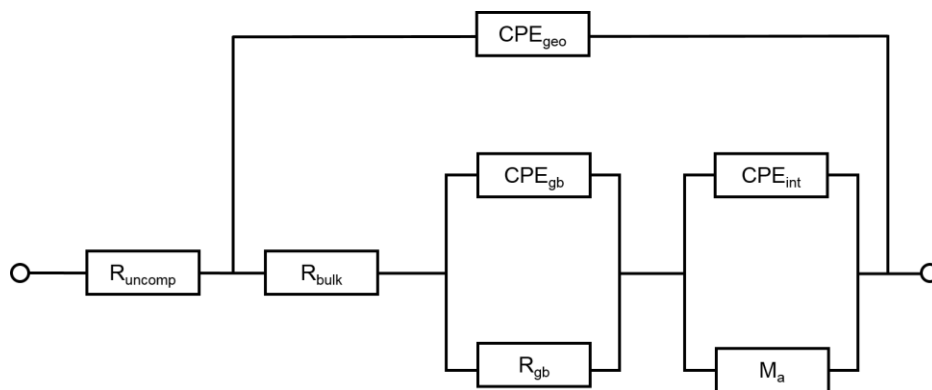 CPE_geo
CPE_gb
CPE_int
R_uncomp
R_bulk
R_gb
M_a